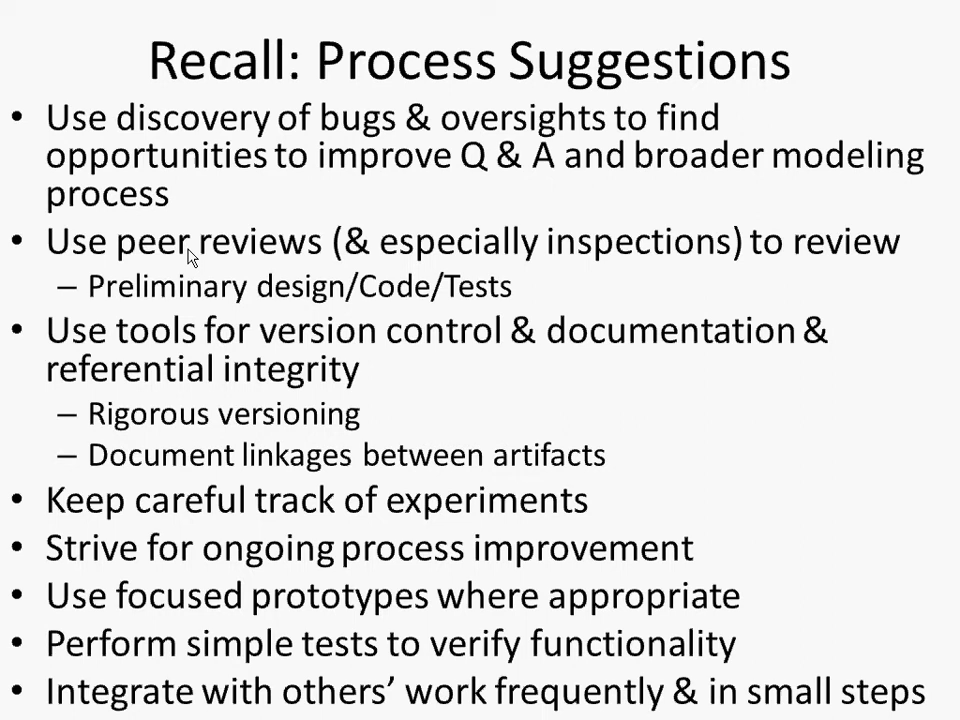 Recall: Process Suggestions
• Use discovery of bugs & oversights to find
opportunities to improve Q & A and broader modeling
process
• Use peer reviews (& especially inspections) to review
– Preliminary design/Code/Tests
• Use tools for version control & documentation &
referential integrity
– Rigorous versioning
– Document linkages between artifacts
• Keep careful track of experiments
• Strive for ongoing process improvement
• Use focused prototypes where appropriate
• Perform simple tests to verify functionality
• Integrate with others’ work frequently & in small steps